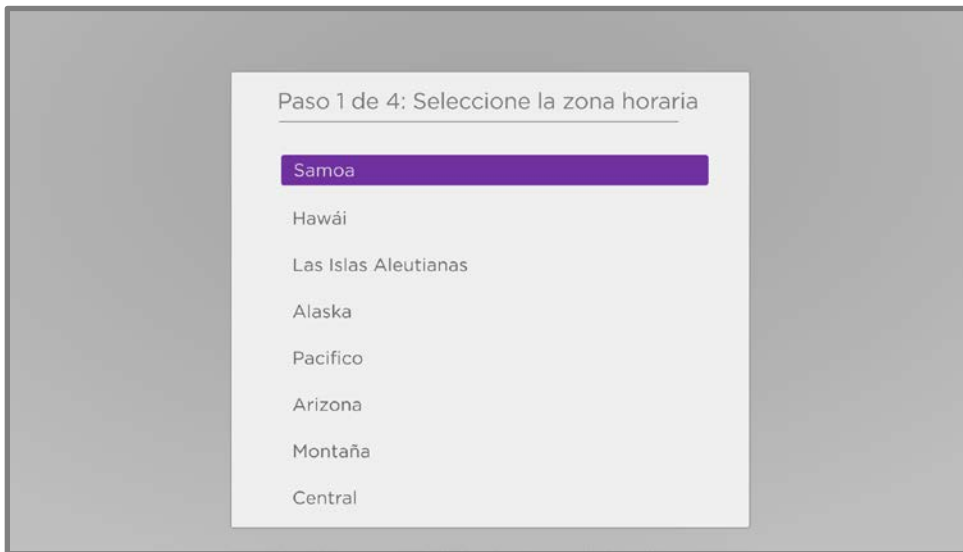 Paso 1 de 4: Seleccione la zona horaria
Samoa
Hawái
Las Islas Aleutianas
Alaska
Pacifico
Arizona
Montaña
Central